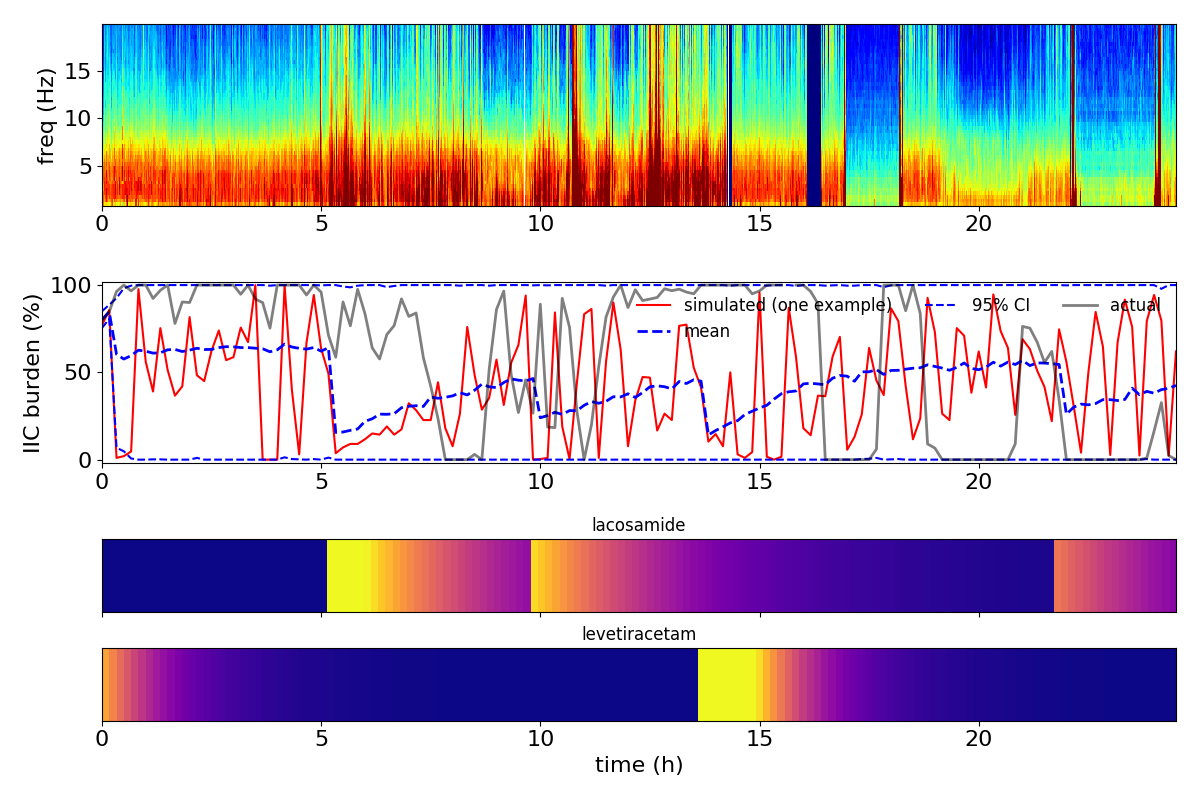 freq (Hz)
15
10
5
0 5 10 15 20
IIC burden (%)
100
50
0
simulated (one example) 95% CI actual
mean
0 5 10 15 20
lacosamide
levetiracetam
0 5 10 15 20
time (h)